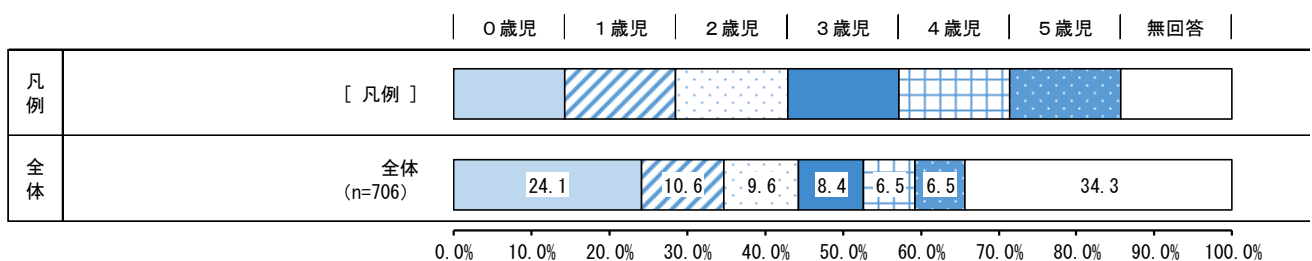 ０歳児 １歳児 ２歳児 ３歳児 ４歳児 ５歳児 無回答
凡例
[ 凡例 ]
全体
全体
(n=706)
24.1 10.6 9.6 8.4 6.5 6.5 34.3
0.0% 10.0% 20.0% 30.0% 40.0% 50.0% 60.0% 70.0% 80.0% 90.0% 100.0%